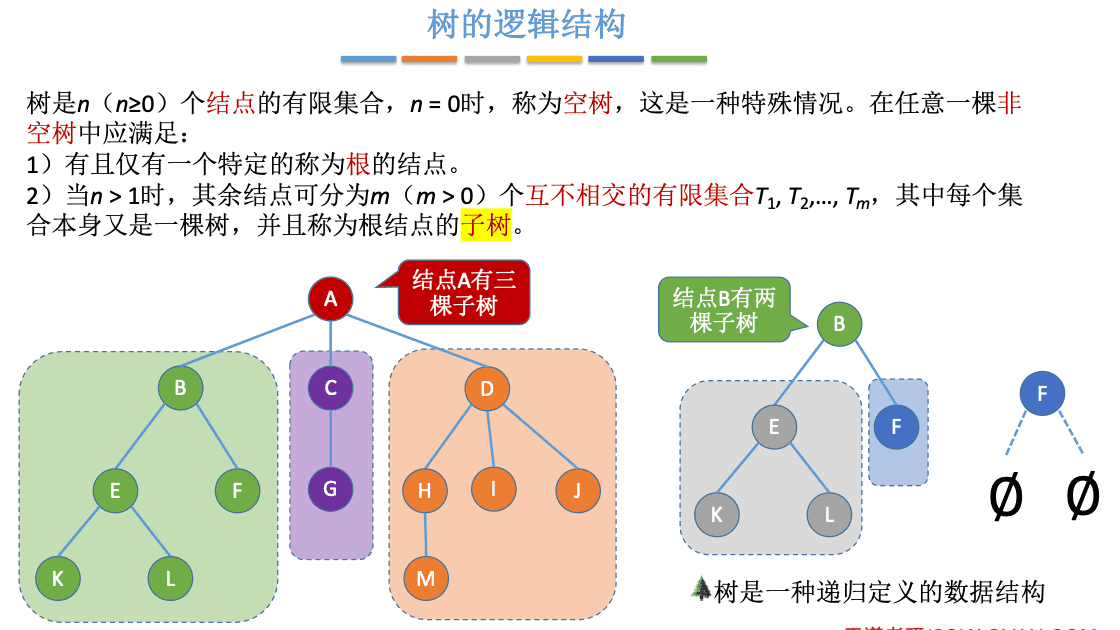 树的逻辑结构
树是n（n≥0）个结点的有限集合，n = 0时，称为空树，这是一种特殊情况。在任意一棵非
空树中应满足：
1）有且仅有一个特定的称为根的结点。
2）当n > 1时，其余结点可分为m（m > 0）个互不相交的有限集合T1, T2,…, Tm，其中每个集
合本身又是一棵树，并且称为根结点的子树。
结点A有三
棵子树
A
结点B有两
棵子树
B
B
C
D
E
F
F
E
F
G
H
I
J
K
L
∅
∅
K
L
M
树是一种递归定义的数据结构